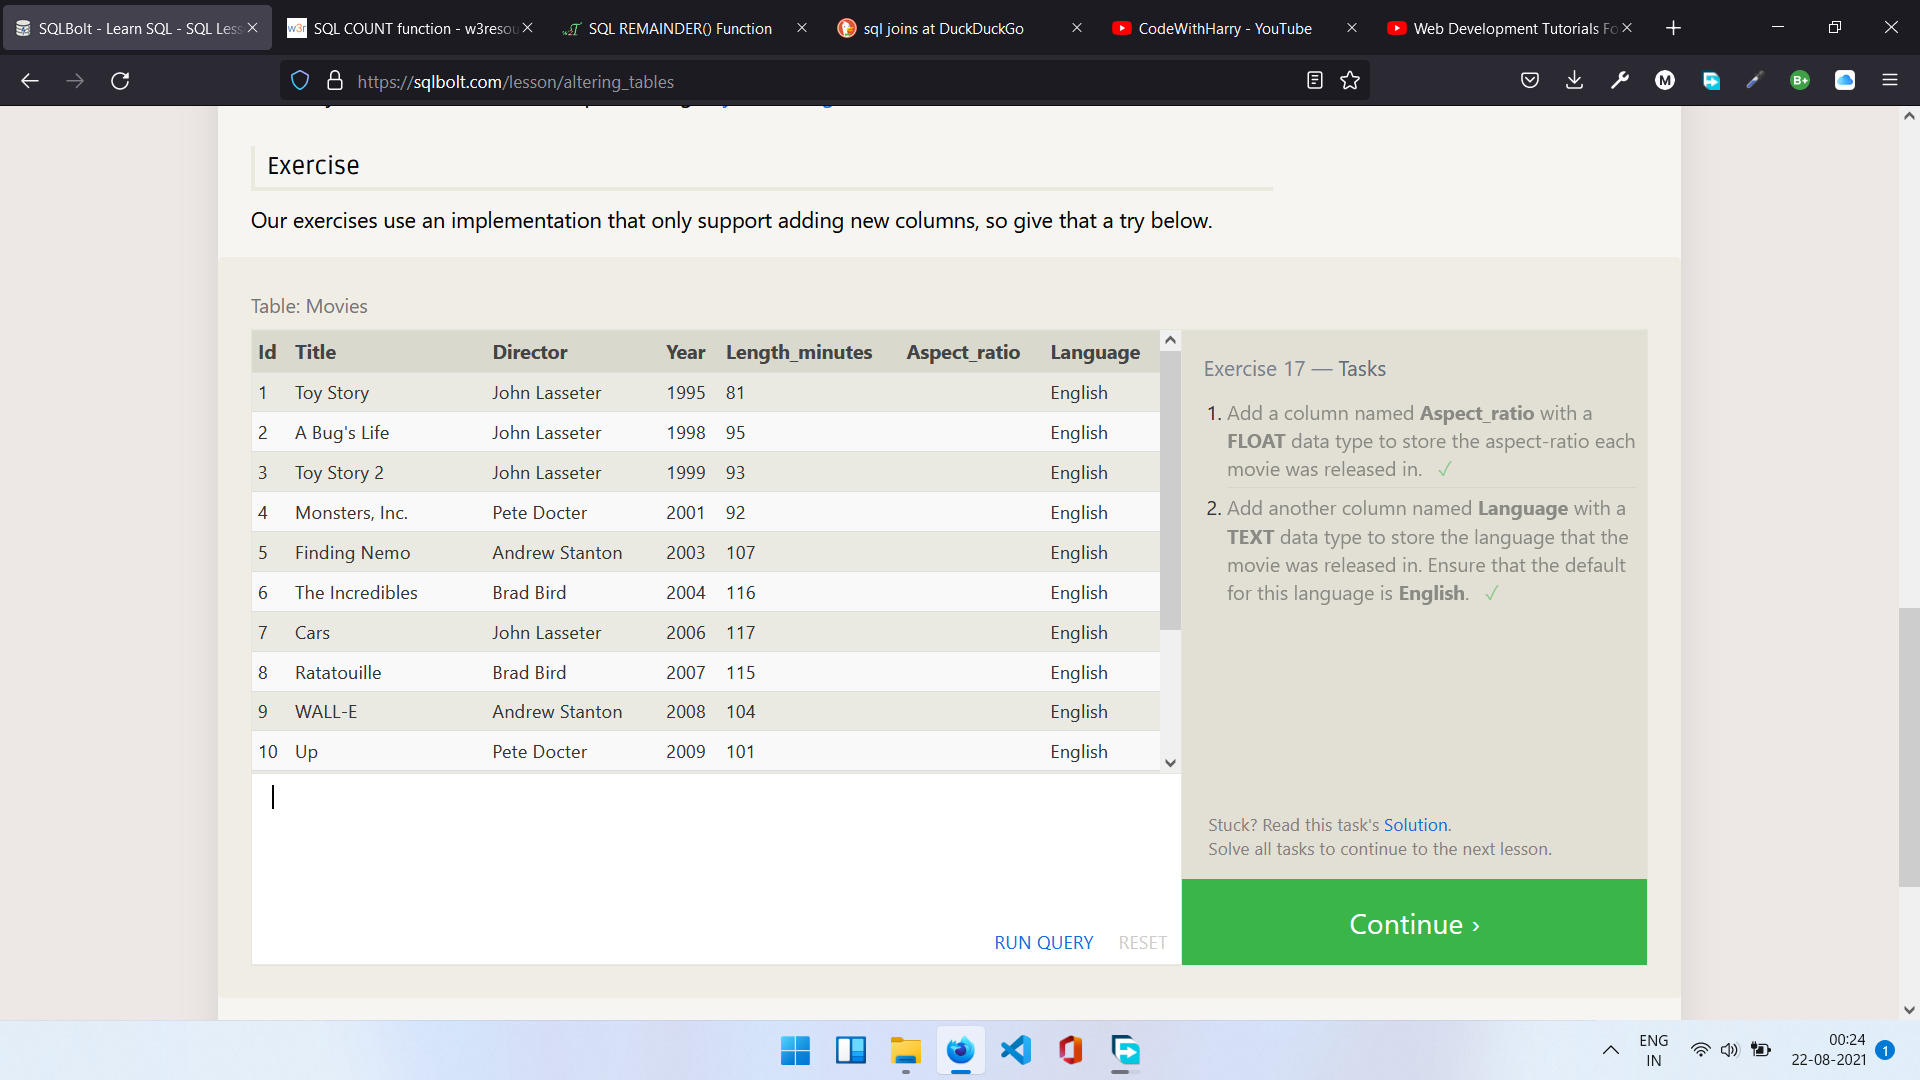 SQLBolt - Learn SQL - SQL Less
SQL COUNT function - w3resou
SQL REMAINDER() Function
sql joins at DuckDuckGo
CodeWithHarry - YouTube
Web Development Tutorials Fo
https://sqlbolt.com/lesson/altering_tables
Exercise
Our exercises use an implementation that only support adding new columns, so give that a try below.
Table: Movies
Id Title Director Year Length_minutes Aspect_ratio Language
1 Toy Story John Lasseter 1995 81 English
2 A Bug's Life John Lasseter 1998 95 English
3 Toy Story 2 John Lasseter 1999 93 English
4 Monsters, Inc. Pete Docter 2001 92 English
5 Finding Nemo Andrew Stanton 2003 107 English
6 The Incredibles Brad Bird 2004 116 English
7 Cars John Lasseter 2006 117 English
8 Ratatouille Brad Bird 2007 115 English
9 WALL-E Andrew Stanton 2008 104 English
10 Up Pete Docter 2009 101 English
RUN QUERY RESET
Exercise 17 — Tasks
1. Add a column named Aspect_ratio with a
FLOAT data type to store the aspect-ratio each
movie was released in. ✓
2. Add another column named Language with a
TEXT data type to store the language that the
movie was released in. Ensure that the default
for this language is English. ✓
Stuck? Read this task's Solution.
Solve all tasks to continue to the next lesson.
Continue ›
ENG
IN
00:24
22-08-2021
1